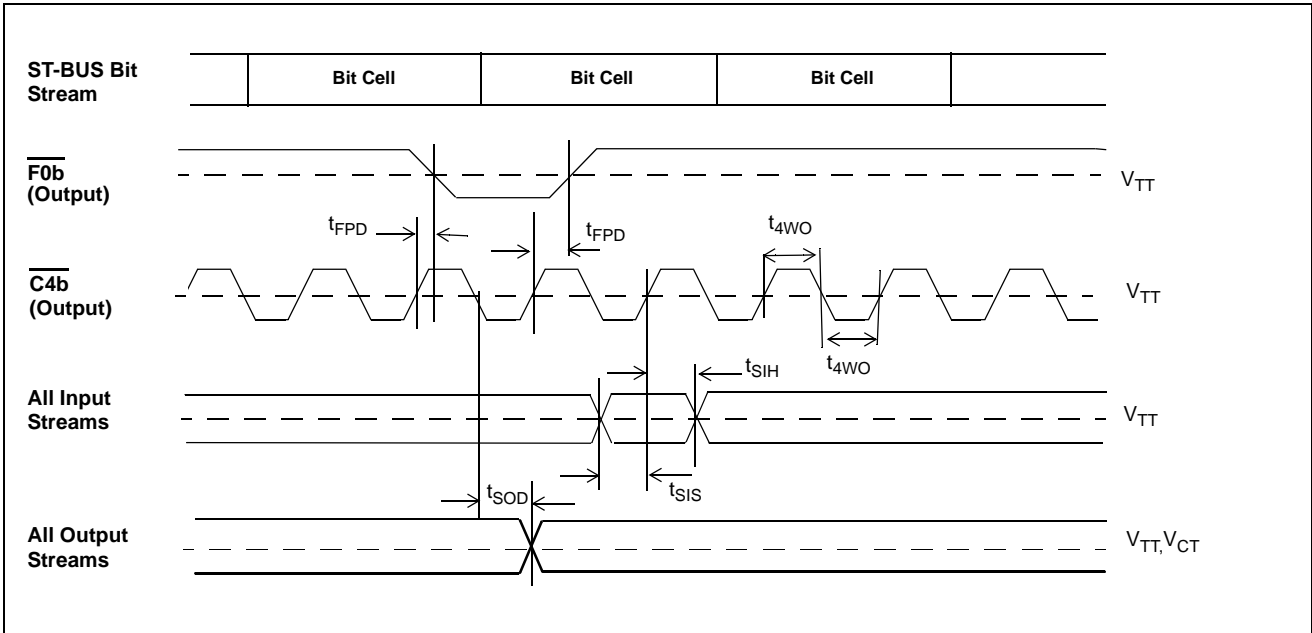 ST-BUS Bit
Stream
Bit Cell
Bit Cell
Bit Cell
F0b
(Output)
VTT
tFPD
tFPD
t4WO
C4b
(Output)
VTT
t4WO
tSIH
All Input
Streams
VTT
tSOD
tSIS
All Output
Streams
VTT,VCT